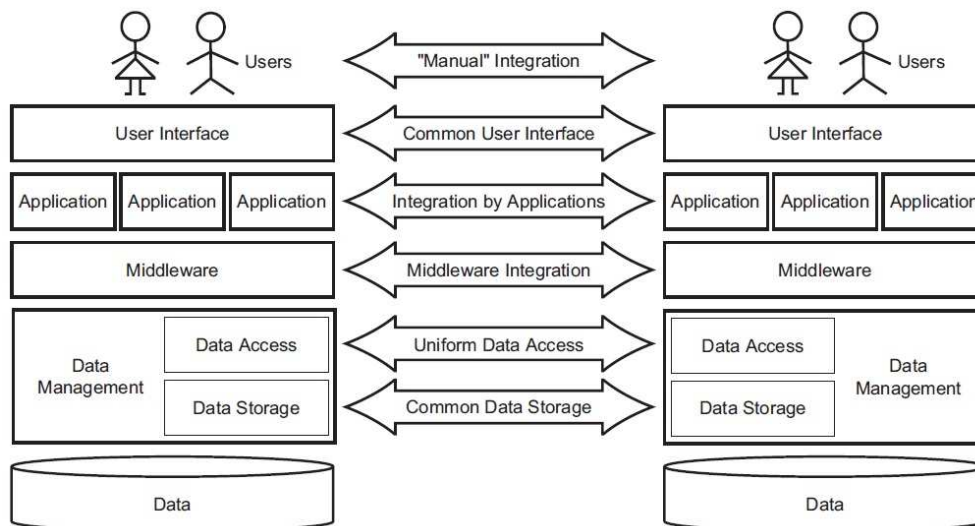 Users "Manual" Integration Users
User Interface Common User Interface User Interface
Application Application Application Integration by Applications Application Application Application
Middleware Middleware Integration Middleware
Data Access Uniform Data Access Data Access
Data Management Data Management
Data Storage Common Data Storage Data Storage
Data Data